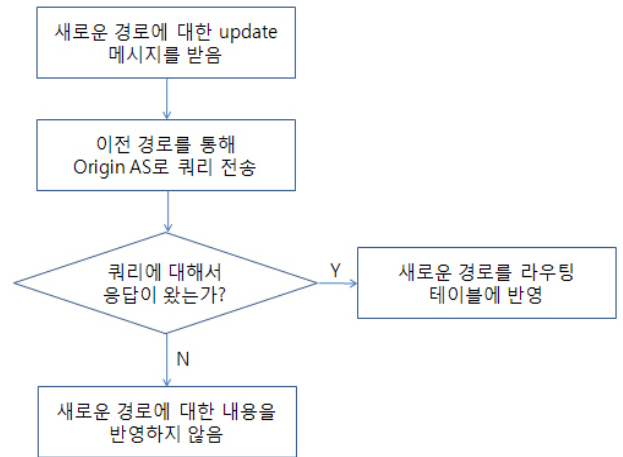 새로운 경로에 대한 update
메시지를 받음
이전 경로를 통해
Origin AS로 쿼리 전송
쿼리에 대해서
응답이 왔는가?
Y
새로운 경로를 라우팅
테이블에 반영
N
새로운 경로에 대한 내용을
반영하지 않음